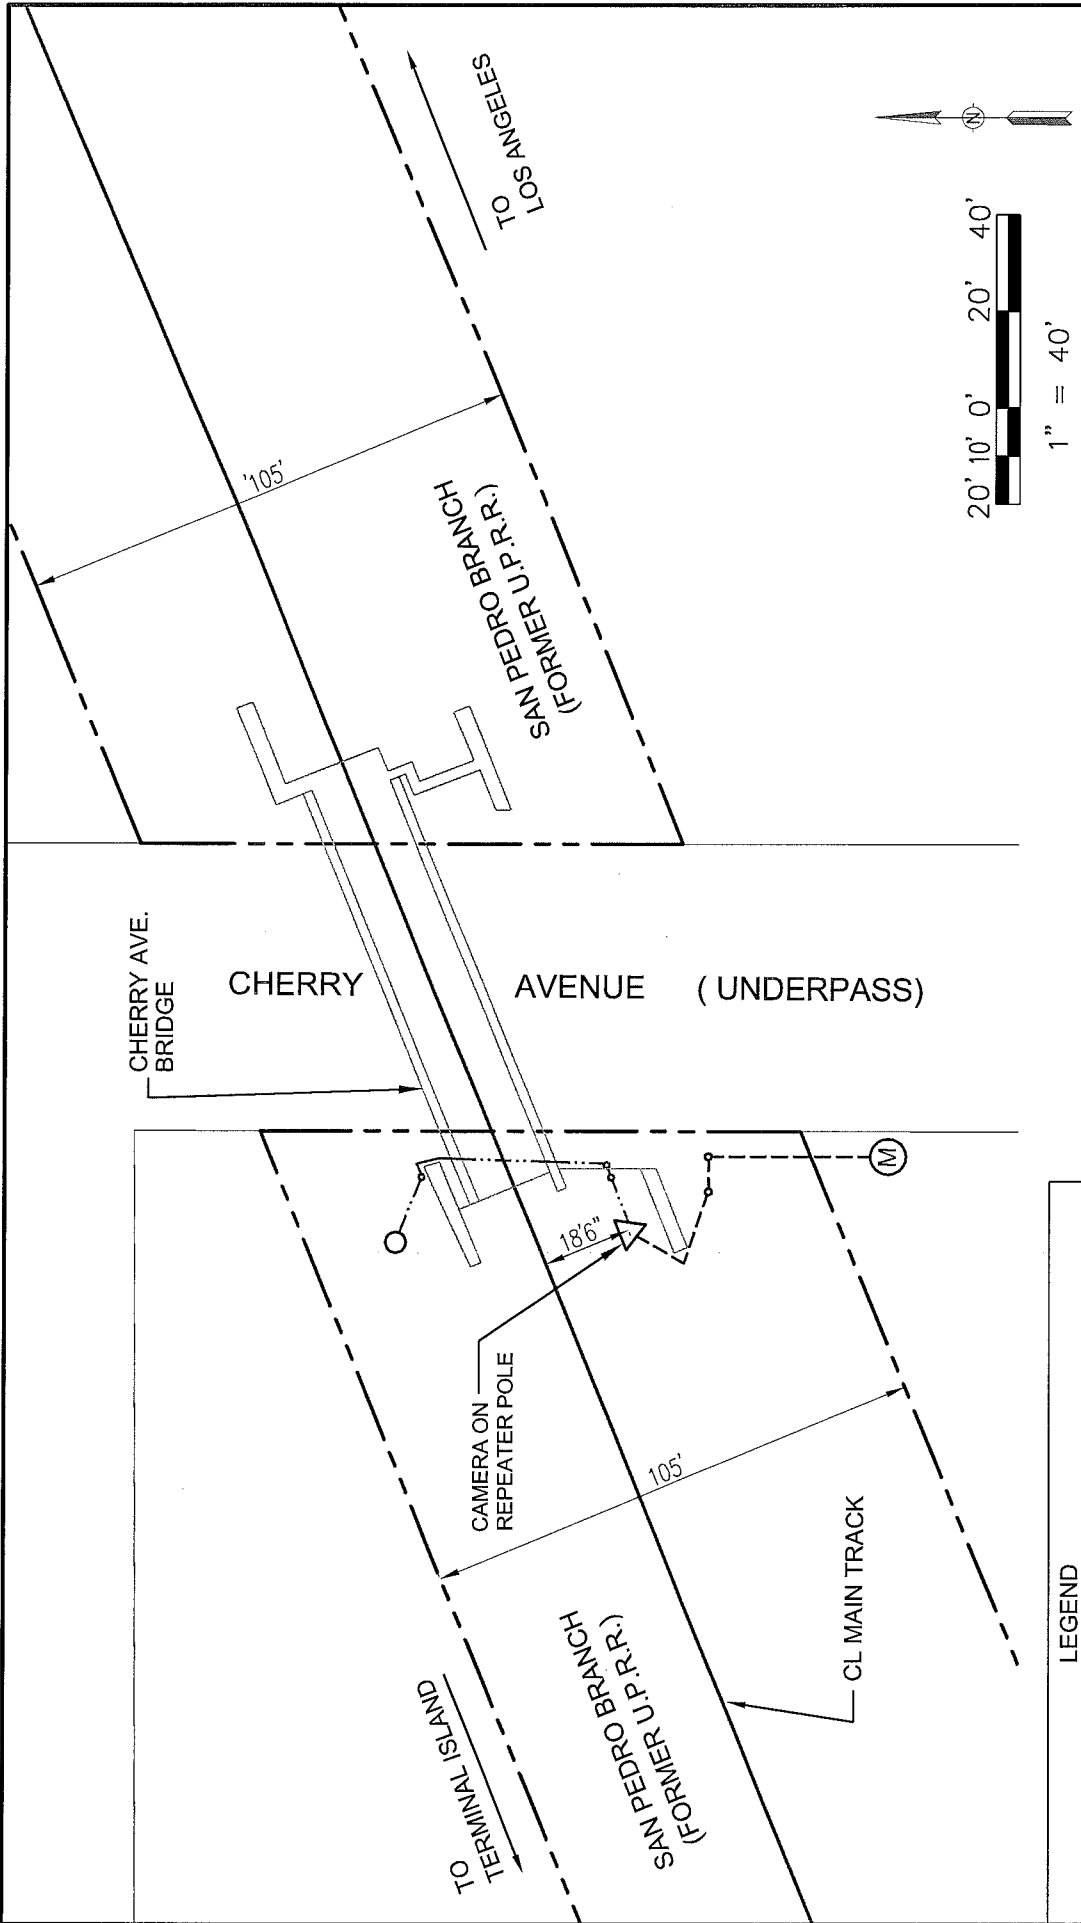 TO
LOS ANGELES
N
20' 10' 0' 20' 40'
1" = 40'
'105'
SAN PEDRO BRANCH
(FORMER U.P.R.R.)
CHERRY AVE.
BRIDGE
CHERRY AVENUE ( UNDERPASS)
M
18'6"
CAMERA ON
REPEATER POLE
105'
CL MAIN TRACK
SAN PEDRO BRANCH
(FORMER U.P.R.R.)
TO
TERMINAL ISLAND
LEGEND